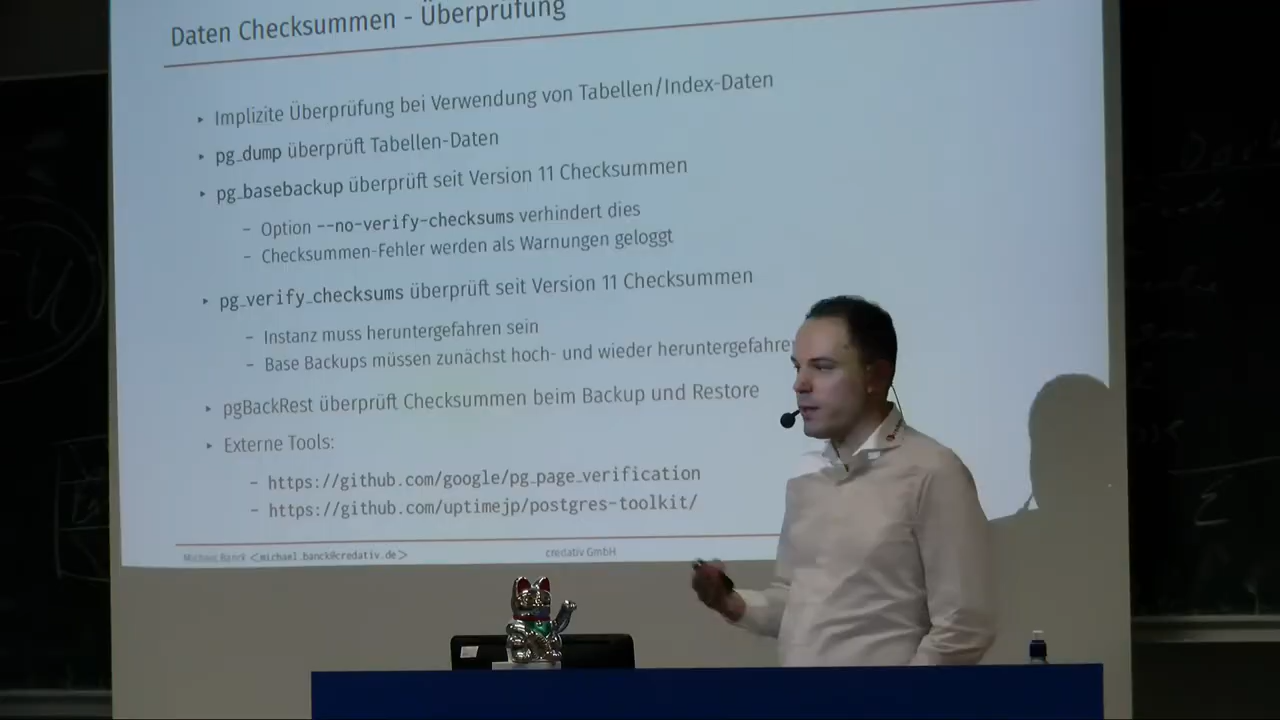 Daten Checksummen - Überprüfung
▸ Implizite Überprüfung bei Verwendung von Tabellen/Index-Daten
▸ pg_dump überprüft Tabellen-Daten
▸ pg_basebackup überprüft seit Version 11 Checksummen
– Option --no-verify-checksums verhindert dies
– Checksummen-Fehler werden als Warnungen geloggt
▸ pg_verify_checksums überprüft seit Version 11 Checksummen
– Instanz muss heruntergefahren sein
– Base Backups müssen zunächst hoch- und wieder heruntergefahre
▸ pgBackRest überprüft Checksummen beim Backup und Restore
▸ Externe Tools:
– https://github.com/google/pg_page_verification
– https://github.com/uptimejp/postgres-toolkit/
Michael Banck <michael.banck@credativ.de>
credativ GmbH